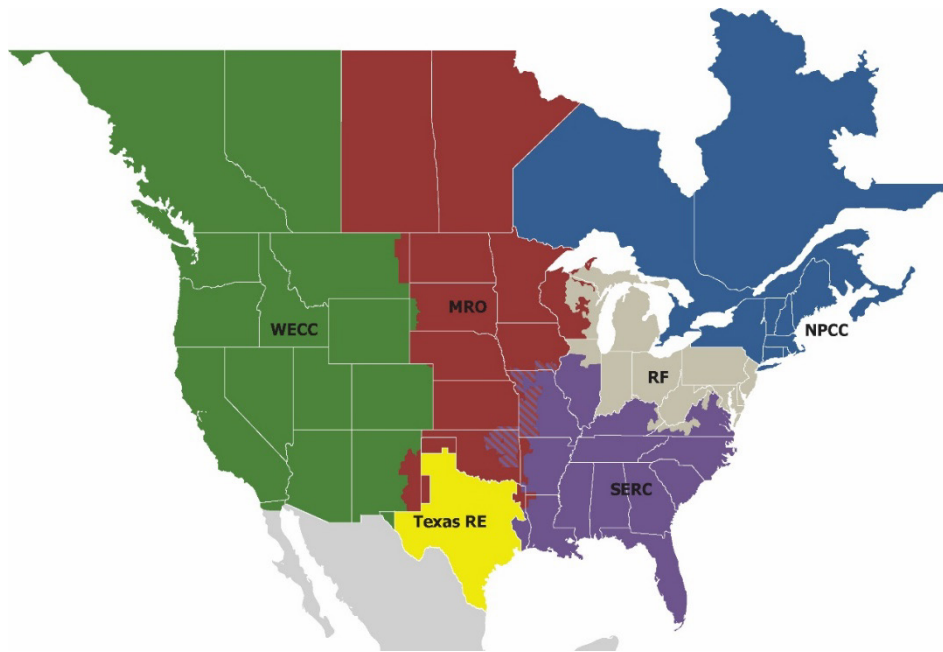 MRO
WECC
NPCC
RF
SERC
Texas RE